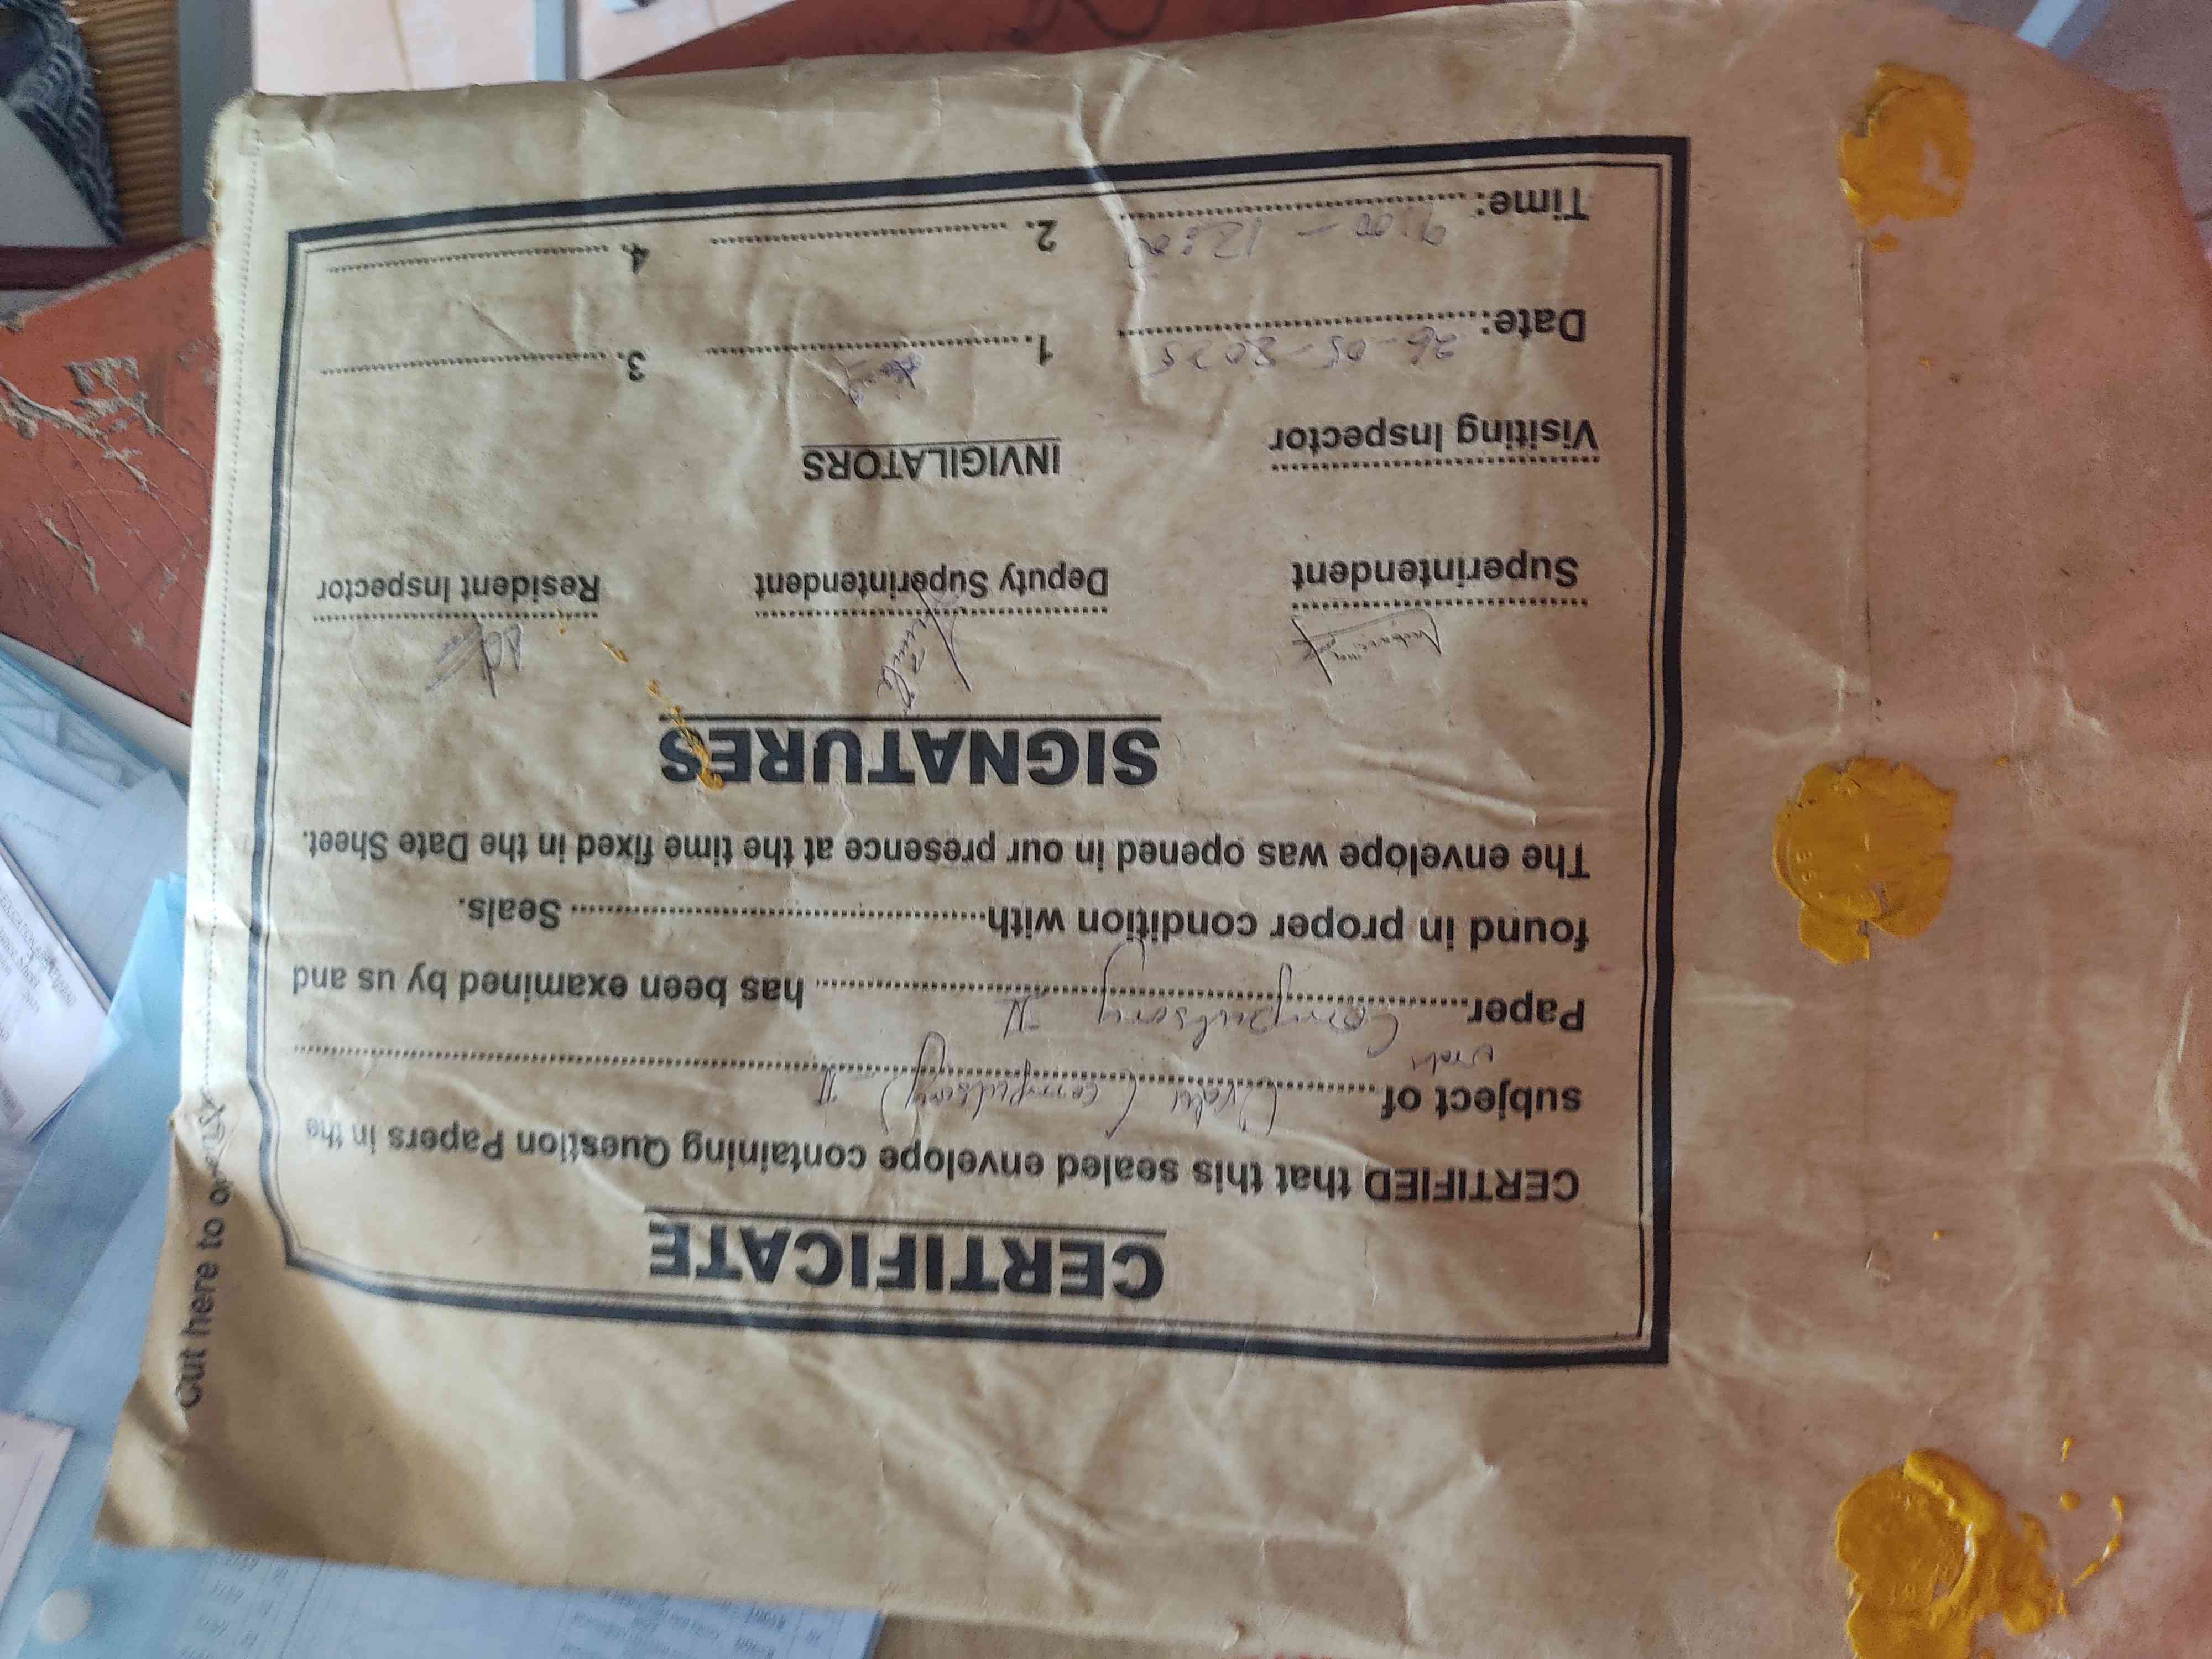 CERTIFICATE
CERTIFIED that this sealed envelope containing Question Papers in the
subject of Urdu (compulsory) II
Urdu
Paper Compulsory II has been examined by us and
found in proper condition with Seals.
The envelope was opened in our presence at the time fixed in the Date Sheet.
SIGNATURES
Superintendent Deputy Superintendent Resident Inspector
Visiting Inspector INVIGILATORS
Date: 26-05-2025 1. 3.
Time: 9:00 - 12:00 2. 4.
Cut here to